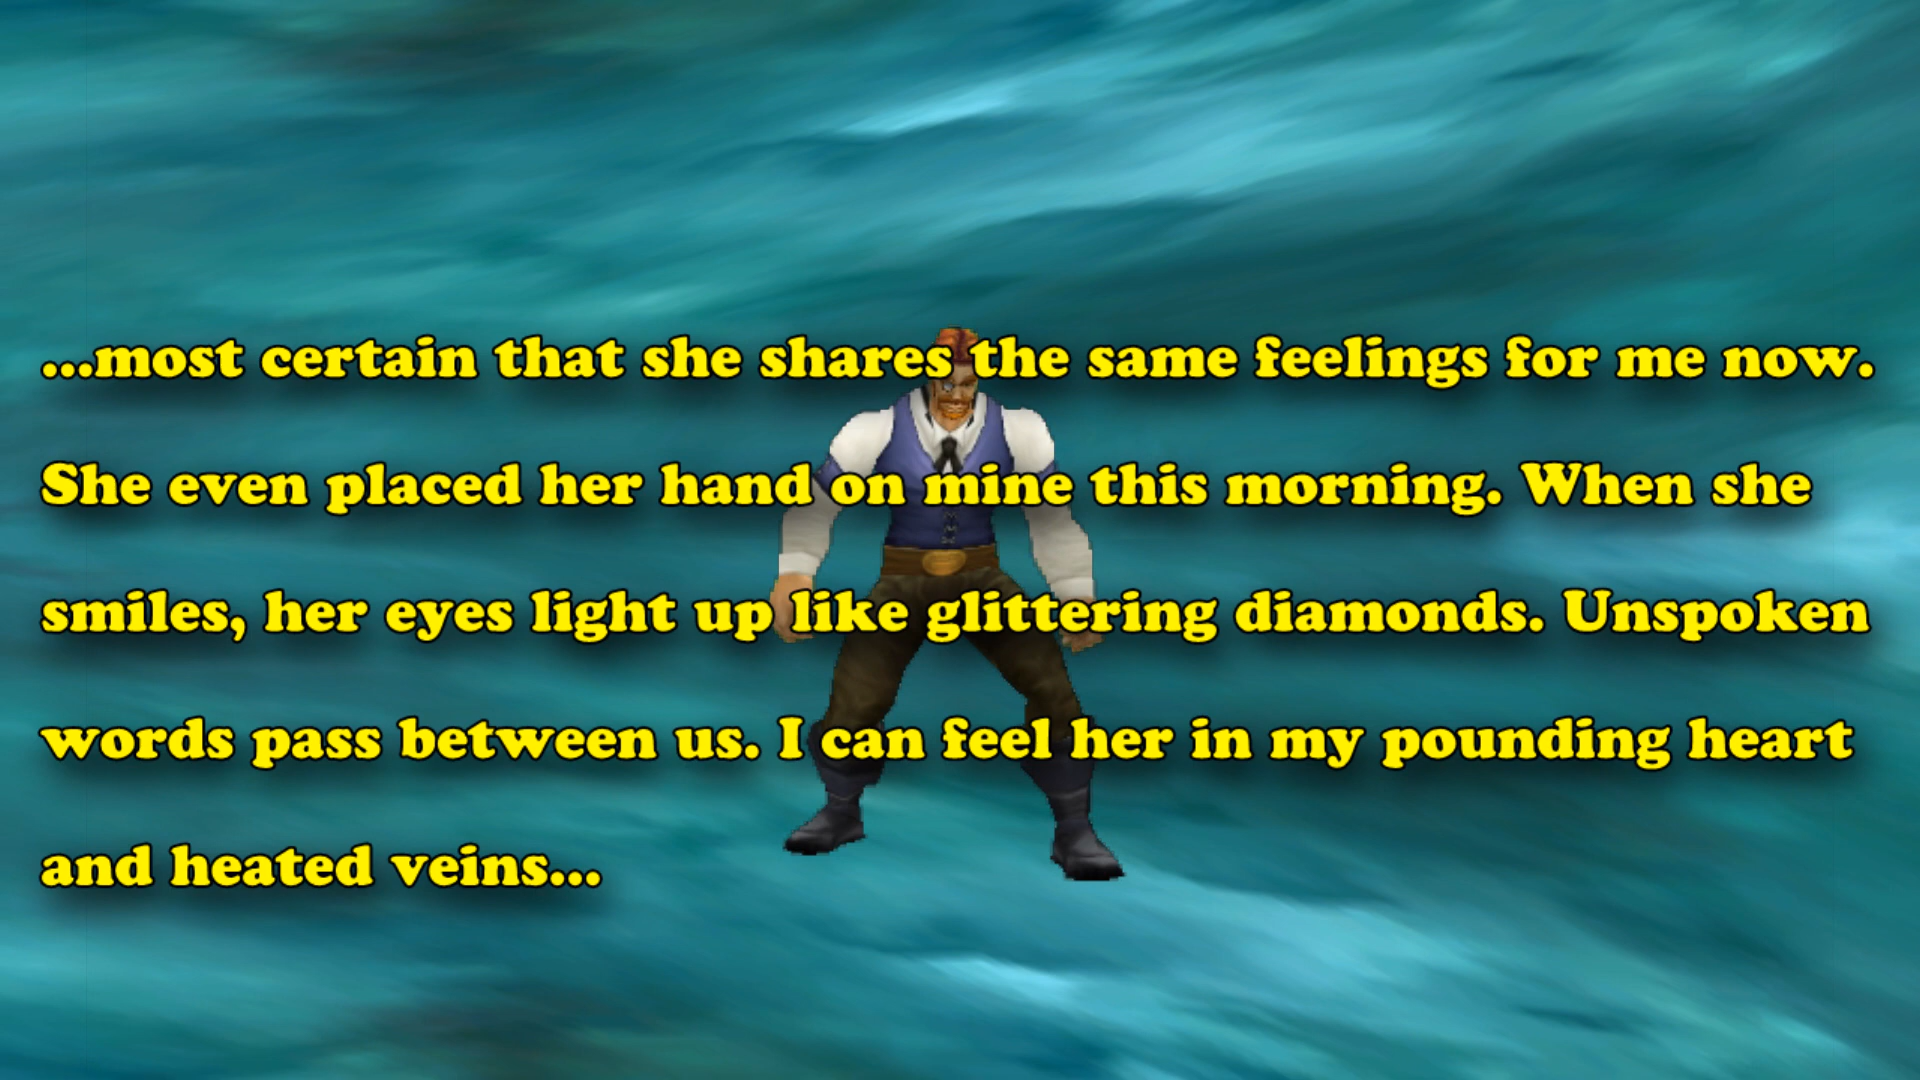 ...most certain that she shares the same feelings for me now.
She even placed her hand on mine this morning. When she
smiles, her eyes light up like glittering diamonds. Unspoken
words pass between us. I can feel her in my pounding heart
and heated veins...